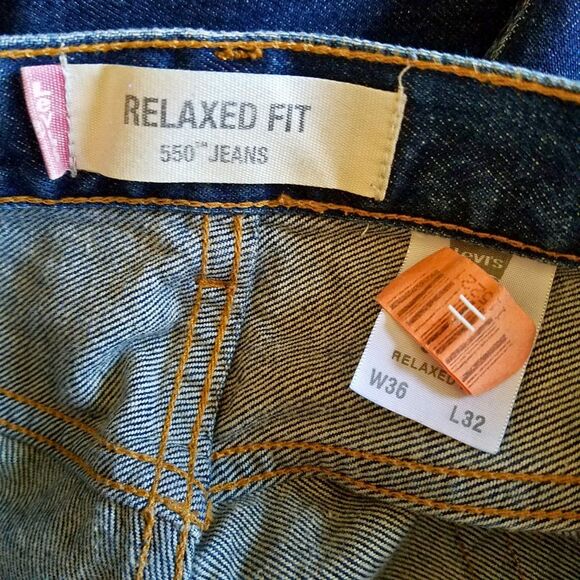 Levi's
RELAXED FIT
550™ JEANS
Levi's
RELAXED
W36
L32